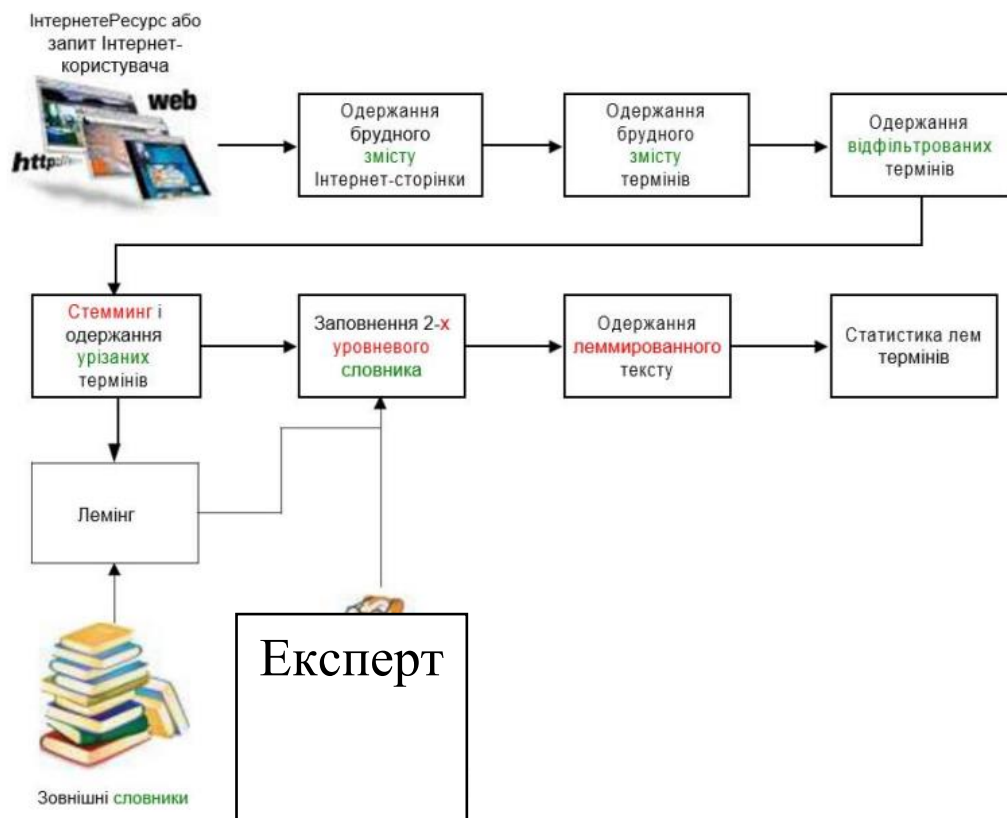 ІнтернетеРесурс або
запит Інтернет-
користувача
web
http://
Одержання
брудного
змісту
Інтернет-сторінки
Одержання
брудного
змісту
термінів
Одержання
відфільтрованих
термінів
Стемминг і
одержання
урізаних
термінів
Заповнення 2-х
уровневого
словника
Одержання
леммированного
тексту
Статистика лем
термінів
Лемінг
Експерт
Зовнішні словники